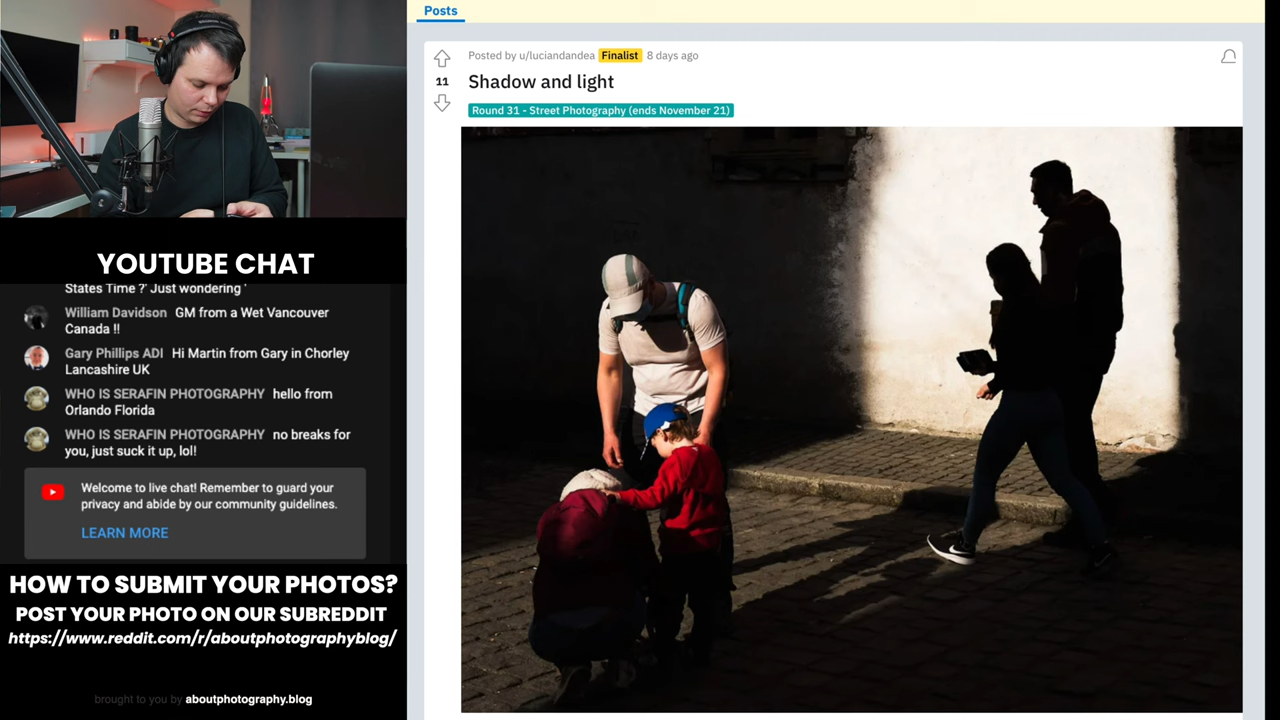 YOUTUBE CHAT
States Time ?' Just wondering '
William Davidson GM from a Wet Vancouver
Canada !!
Gary Phillips ADI Hi Martin from Gary in Chorley
Lancashire UK
WHO IS SERAFIN PHOTOGRAPHY hello from
Orlando Florida
WHO IS SERAFIN PHOTOGRAPHY no breaks for
you, just suck it up, lol!
Welcome to live chat! Remember to guard your
privacy and abide by our community guidelines.
LEARN MORE
HOW TO SUBMIT YOUR PHOTOS?
POST YOUR PHOTO ON OUR SUBREDDIT
https://www.reddit.com/r/aboutphotographyblog/
brought to you by aboutphotography.blog
Posts
Posted by u/luciandandea Finalist 8 days ago
11
Shadow and light
Round 31 - Street Photography (ends November 21)